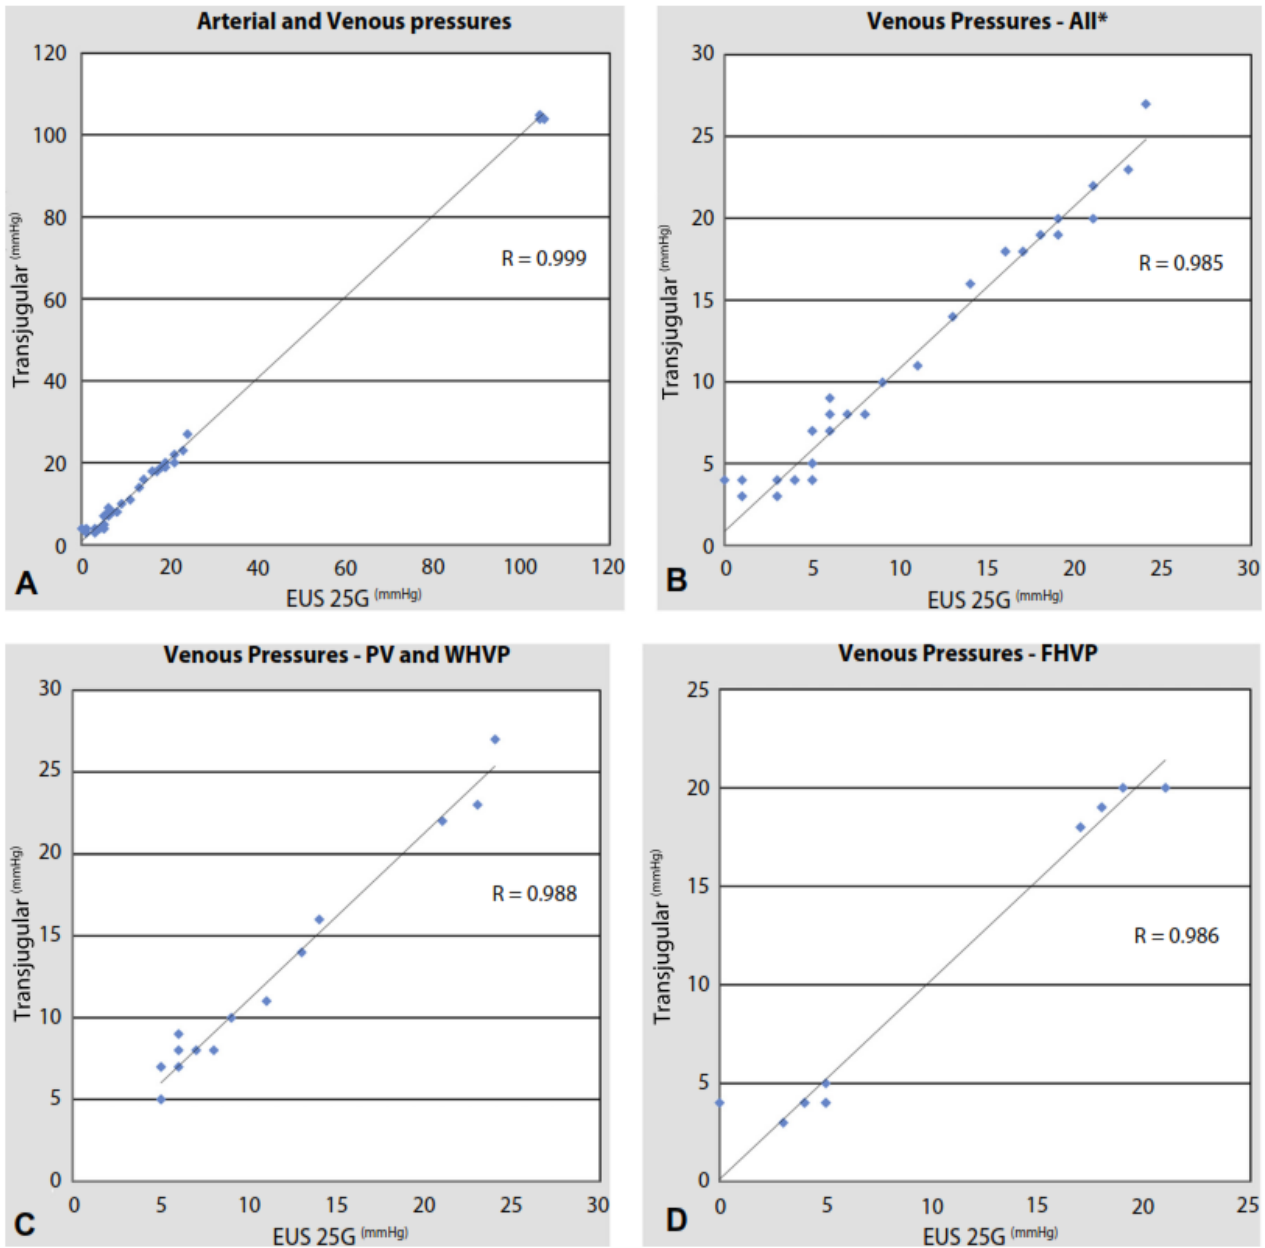 Arterial and Venous pressures
120
100
80
60
40
20
0
Transjugular (mmHg)
R = 0.999
0 20 40 60 80 100 120
EUS 25G (mmHg)
A
Venous Pressures - All*
30
25
20
15
10
5
0
Transjugular (mmHg)
R = 0.985
0 5 10 15 20 25 30
EUS 25G (mmHg)
B
Venous Pressures - PV and WHVP
30
25
20
15
10
5
0
Transjugular (mmHg)
R = 0.988
0 5 10 15 20 25 30
EUS 25G (mmHg)
C
Venous Pressures - FHVP
25
20
15
10
5
0
Transjugular (mmHg)
R = 0.986
0 5 10 15 20 25
EUS 25G (mmHg)
D